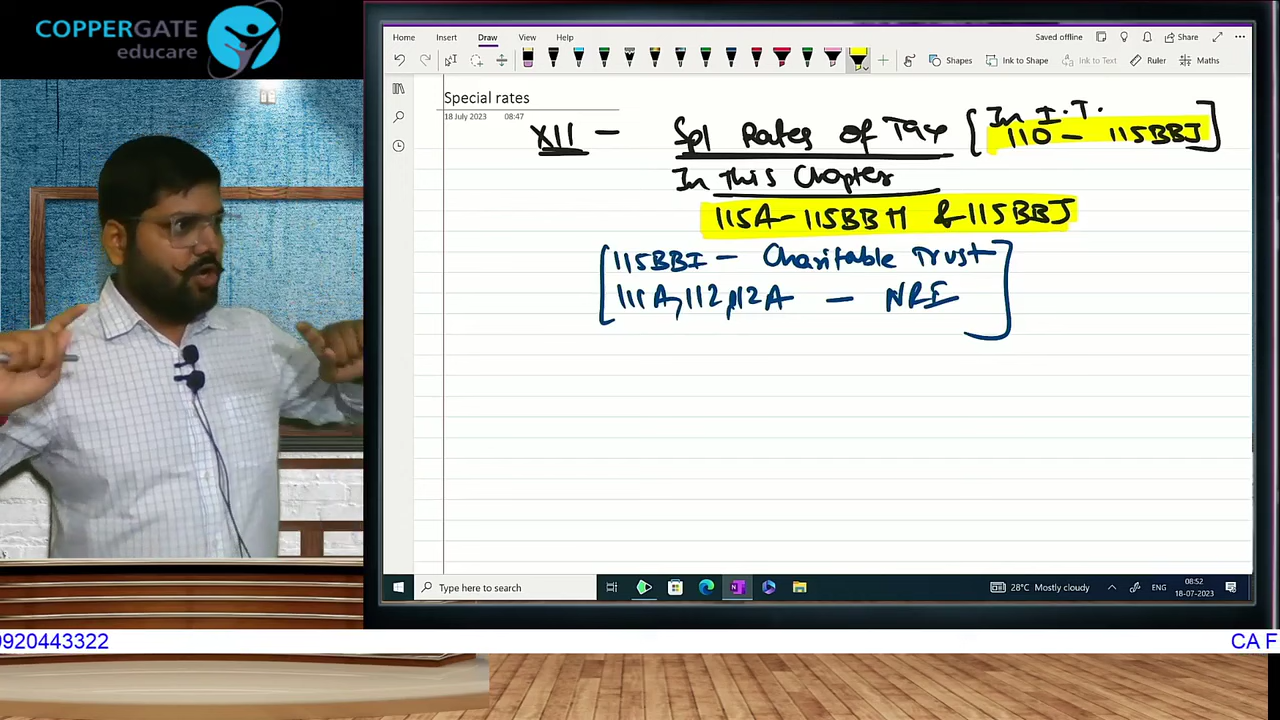 COPPERGATE
educare
Home Insert Draw View Help
Saved offline
Share
Shapes
Ink to Shape
Ink to Text
Ruler
Maths
Special rates
18 July 2023 08:47
XII - Spl Rates of Tax [In I.T. 110 - 115BBJ]
In This Chapter
115A - 115BBH & 115BBJ
[115BBI - Charitable Trust
111A, 112, 112A -
Type here to search
28°C Mostly cloudy
ENG
08:52
18-07-2023
0920443322
CA F